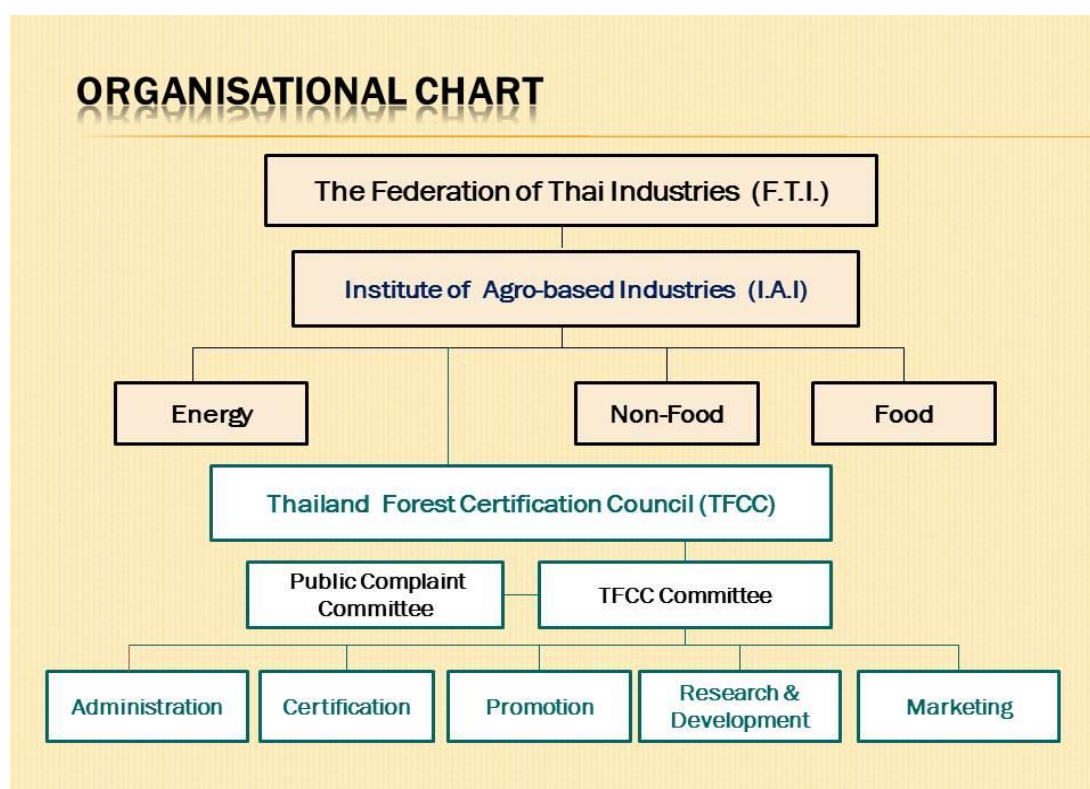 ORGANISATIONAL CHART
The Federation of Thai Industries (F.T.I.)
Institute of Agro-based Industries (I.A.I)
Energy
Non-Food
Food
Thailand Forest Certification Council (TFCC)
Public Complaint
Committee
TFCC Committee
Administration
Certification
Promotion
Research &
Development
Marketing